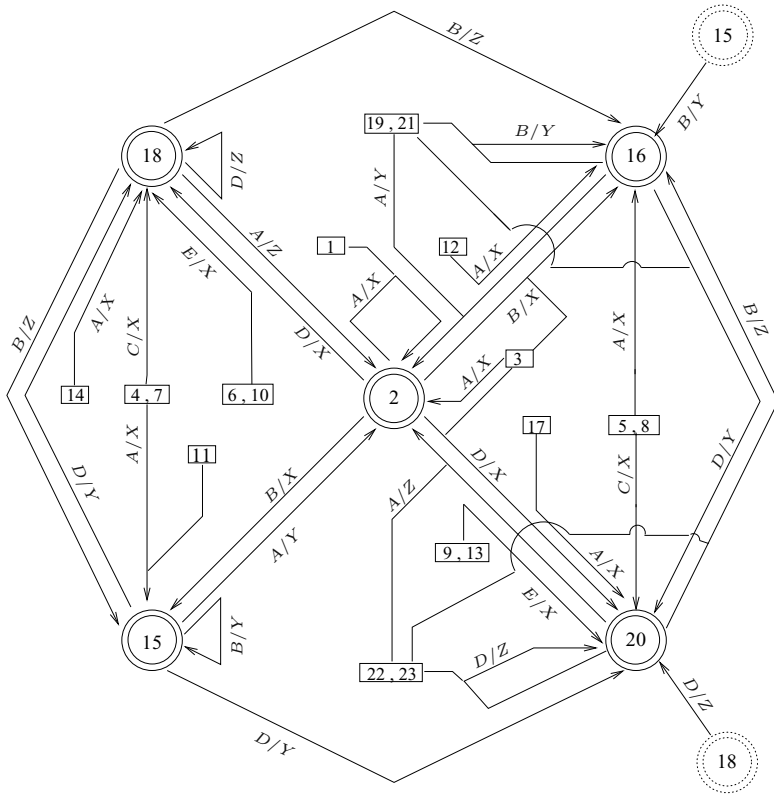 B/Z
15
19 , 21
B/Y
B/Y
18
16
D/Z
A/Y
A/Z
E/X
1
12
A/X
A/X
D/X
B/X
B/Z
A/X
C/X
A/X
B/Z
3
A/X
14
4 , 7
6 , 10
2
17
5 , 8
A/X
11
D/X
D/Y
C/X
D/Y
B/X
A/Z
A/Y
9 , 13
A/X
E/X
15
B/Y
20
D/Z
22 , 23
D/Z
D/Y
18